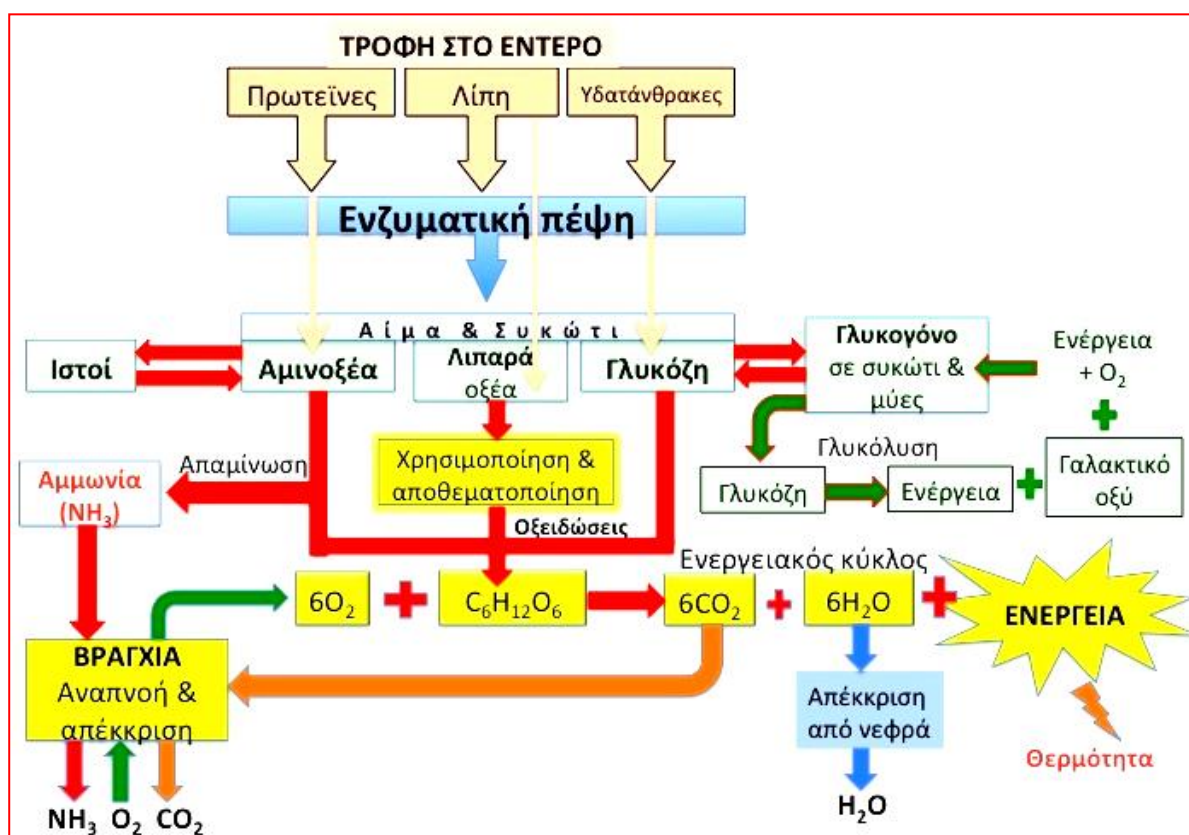 ΤΡΟΦΗ ΣΤΟ ΕΝΤΕΡΟ
Πρωτεϊνες
Λίπη
Υδατάνθρακες
Ενζυματική πέψη
Αίμα & Συκώτι
Ιστοί
Αμινοξέα
Λιπαρά
οξέα
Γλυκόζη
Γλυκογόνο
σε συκώτι &
μύες
Ενέργεια
+ O₂
Γλυκόλυση
Γλυκόζη
Ενέργεια
+
+
Γαλακτικό
οξύ
Απαμίνωση
Αμμωνία
(NH₃)
Χρησιμοποίηση &
αποθεματοποίηση
Οξειδώσεις
Ενεργειακός κύκλος
6O₂
+
C₆H₁₂O₆
6CO₂
+
6H₂O
+
ΕΝΕΡΓΕΙΑ
ΒΡΑΓΧΙΑ
Αναπνοή &
απέκκριση
Απέκκριση
από νεφρά
Θερμότητα
NH₃ O₂ CO₂
H₂O